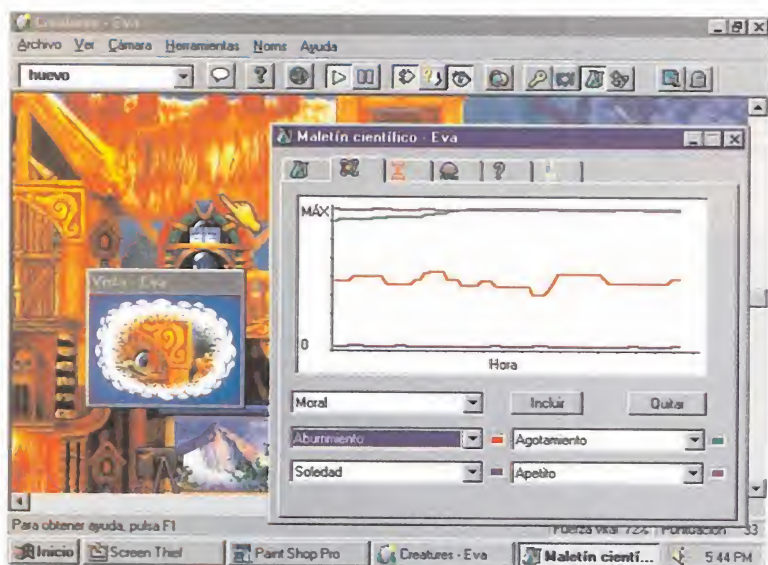 Creatures - Eva
Archivo Ver Cámara Herramientas Noms Ayuda
huevo
Maletín científico - Eva
MÁX
Vista - Eva
0
Hora
Moral Incluir Quitar
Aburrimiento Agotamiento
Soledad Apetito
Para obtener ayuda, pulsa F1 Fuerza vital 72% Puntuación 33
Inicio Screen Thief Paint Shop Pro Creatures - Eva Maletín cientí... 5:44 PM